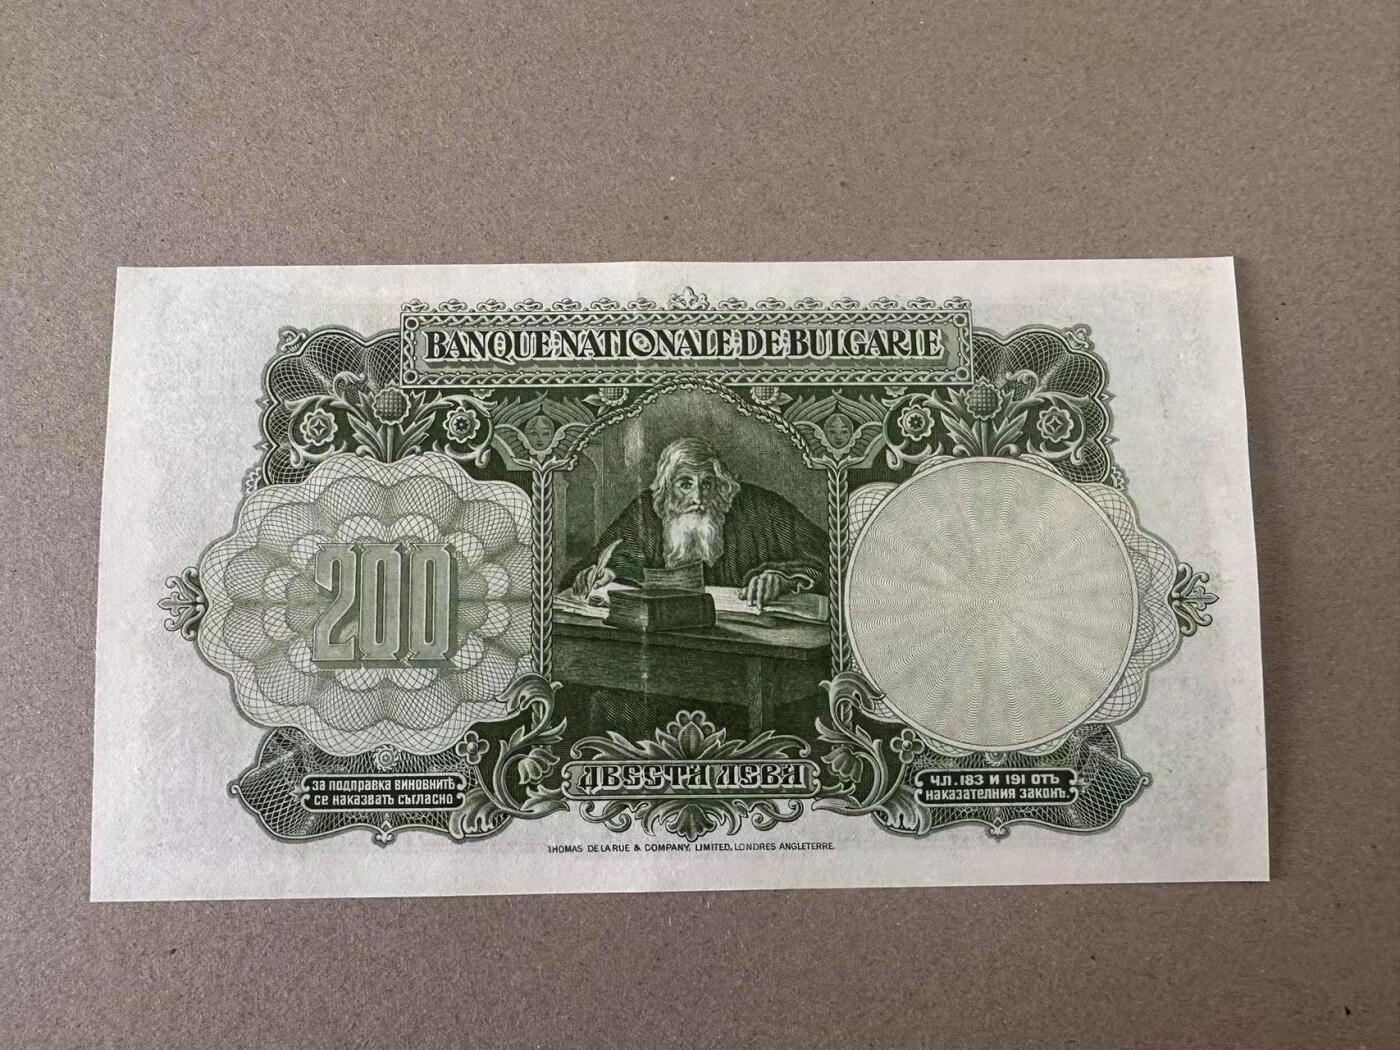 BANQUE NATIONALE DE BULGARIE
200
ДВЕСТА ЛЕВА
ЗА ПОДПРАВКА ВИНОВНИТѢ
СЕ НАКАЗВАТЪ СЪГЛАСНО
ЧЛ. 183 И 191 ОТЪ
НАКАЗАТЕЛНИЯ ЗАКОНЪ.
THOMAS DE LA RUE & COMPANY, LIMITED, LONDRES ANGLETERRE.